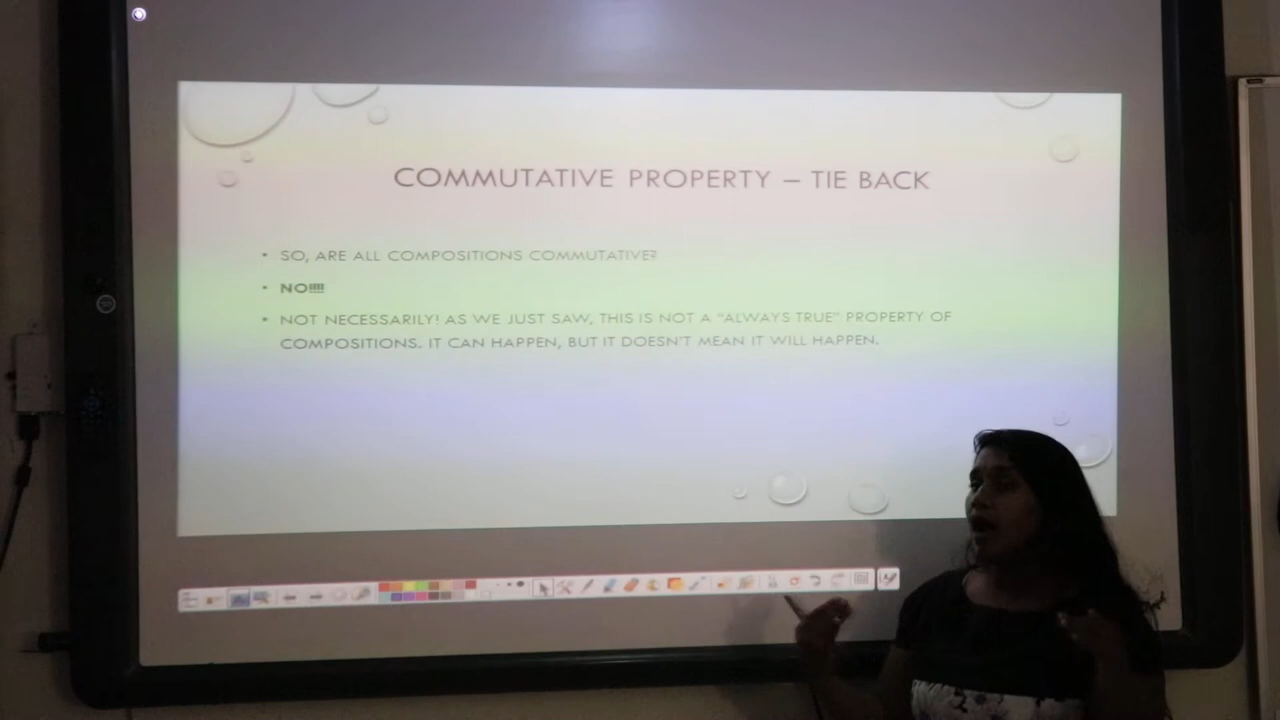 COMMUTATIVE PROPERTY – TIE BACK
• SO, ARE ALL COMPOSITIONS COMMUTATIVE?
• NO!!!!
• NOT NECESSARILY! AS WE JUST SAW, THIS IS NOT A "ALWAYS TRUE" PROPERTY OF
COMPOSITIONS. IT CAN HAPPEN, BUT IT DOESN'T MEAN IT WILL HAPPEN.